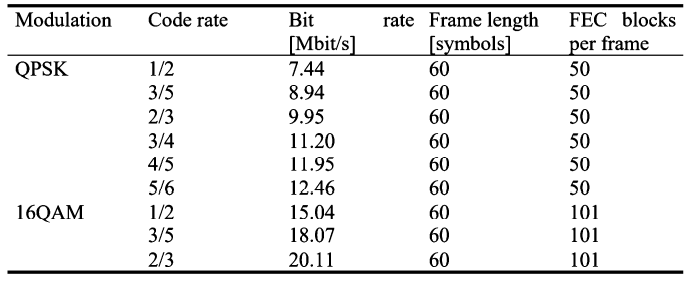 Modulation Code rate Bit rate Frame length FEC blocks
[Mbit/s] [symbols] per frame
QPSK 1/2 7.44 60 50
3/5 8.94 60 50
2/3 9.95 60 50
3/4 11.20 60 50
4/5 11.95 60 50
5/6 12.46 60 50
16QAM 1/2 15.04 60 101
3/5 18.07 60 101
2/3 20.11 60 101